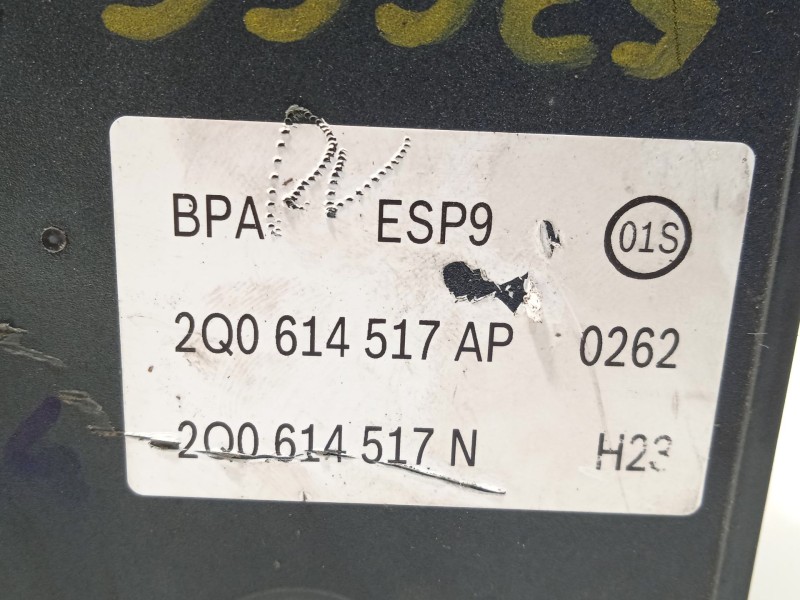 BPA ESP9 01S
2Q0 614 517 AP 0262
2Q0 614 517 N H23